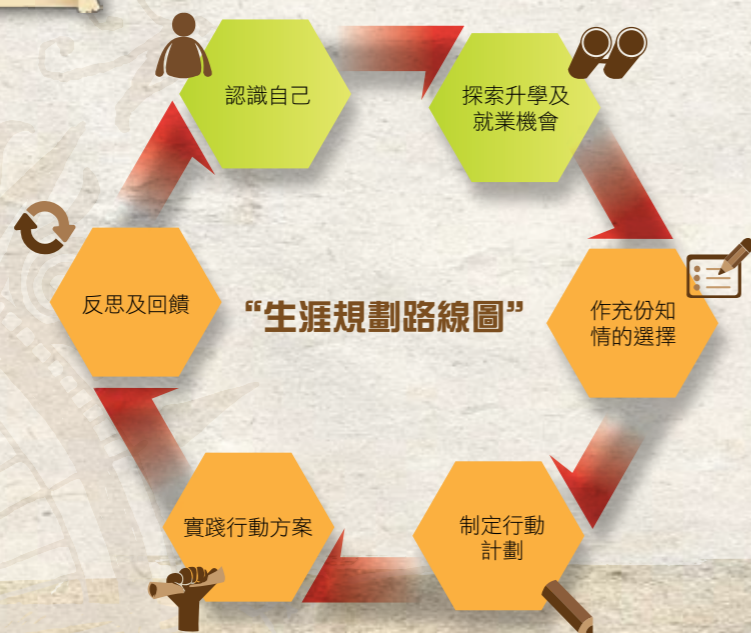 認識自己
探索升學及
就業機會
作充份知
情的選擇
制定行動
計劃
實踐行動方案
反思及回饋
“生涯規劃路線圖”